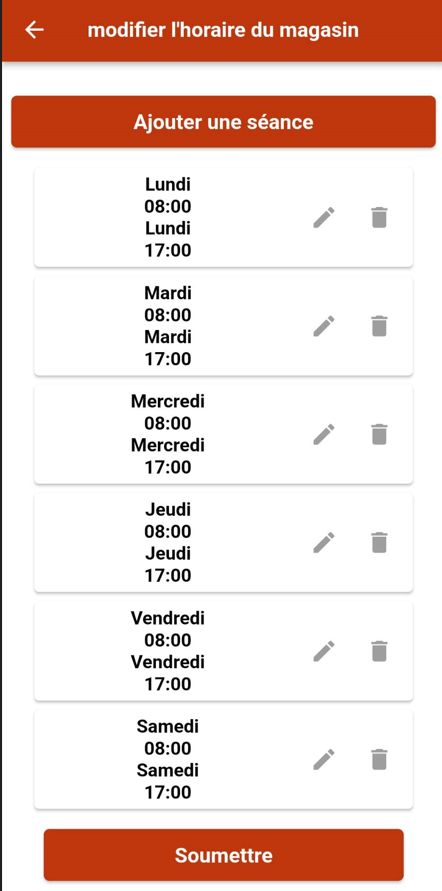 modifier l'horaire du magasin
Ajouter une séance
Lundi
08:00
Lundi
17:00
Mardi
08:00
Mardi
17:00
Mercredi
08:00
Mercredi
17:00
Jeudi
08:00
Jeudi
17:00
Vendredi
08:00
Vendredi
17:00
Samedi
08:00
Samedi
17:00
Soumettre